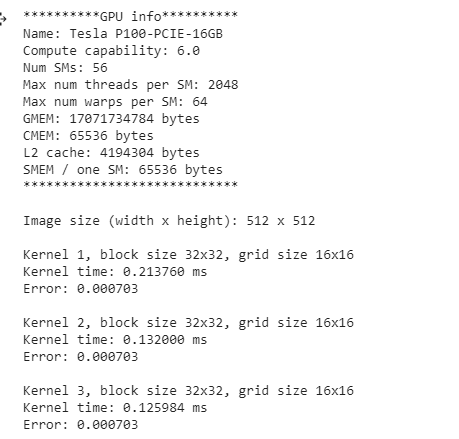 **********GPU info**********
Name: Tesla P100-PCIE-16GB
Compute capability: 6.0
Num SMs: 56
Max num threads per SM: 2048
Max num warps per SM: 64
GMEM: 17071734784 bytes
CMEM: 65536 bytes
L2 cache: 4194304 bytes
SMEM / one SM: 65536 bytes
****************************
Image size (width x height): 512 x 512
Kernel 1, block size 32x32, grid size 16x16
Kernel time: 0.213760 ms
Error: 0.000703
Kernel 2, block size 32x32, grid size 16x16
Kernel time: 0.132000 ms
Error: 0.000703
Kernel 3, block size 32x32, grid size 16x16
Kernel time: 0.125984 ms
Error: 0.000703